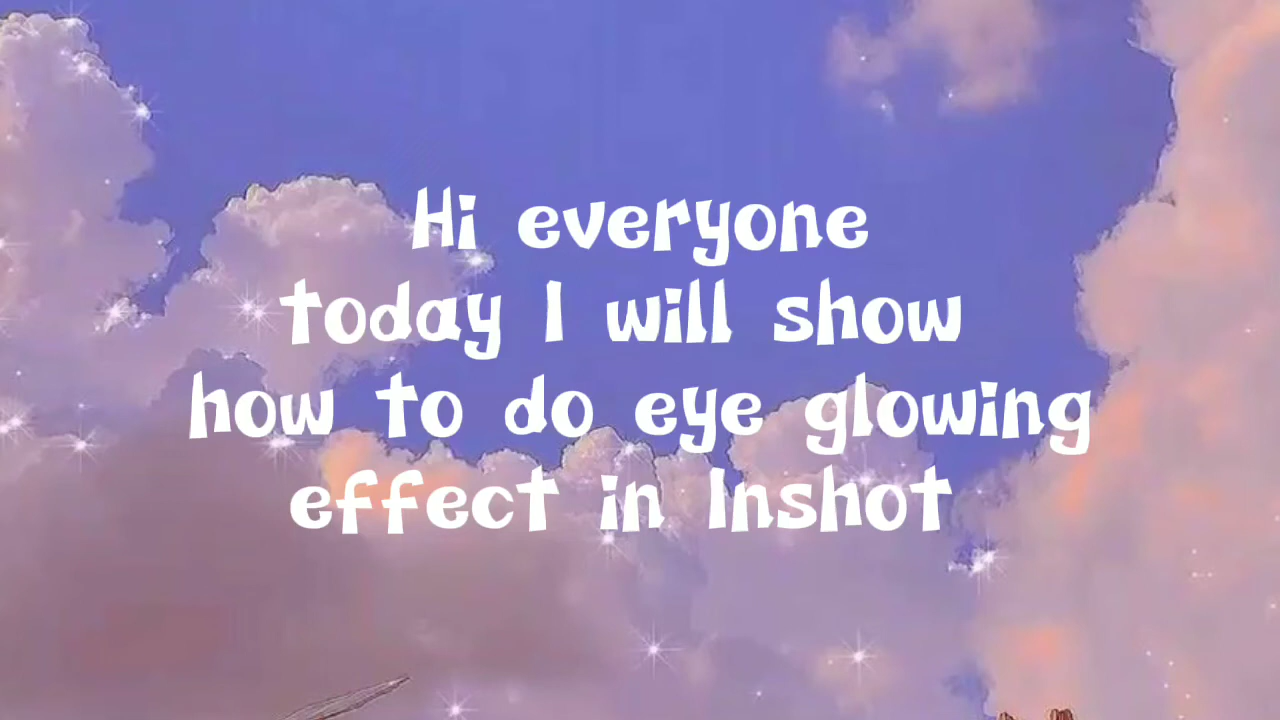 Hi everyone
today I will show
how to do eye glowing
effect in Inshot